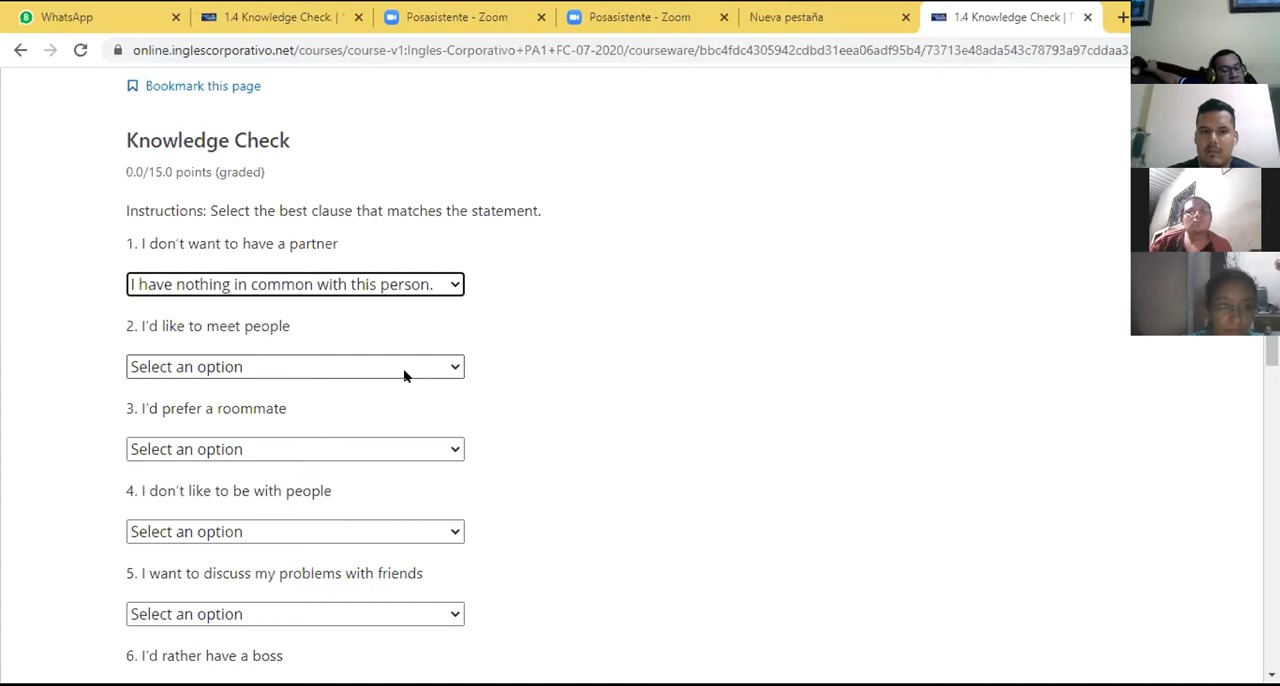 WhatsApp
1.4 Knowledge Check.
Posasistente - Zoom
Posasistente - Zoom
Nueva pestaña
1.4 Knowledge Check | T
online.inglescorporativo.net/courses/course-v1:Ingles-Corporativo+PA1+FC-07-2020/courseware/bbc4fdc4305942cdbd31eea06adf95b4/73713e48ada543c78793a97cddaa3...
Bookmark this page
Knowledge Check
0.0/15.0 points (graded)
Instructions: Select the best clause that matches the statement.
1. I don't want to have a partner
I have nothing in common with this person.
2. I'd like to meet people
Select an option
3. I'd prefer a roommate
Select an option
4. I don't like to be with people
Select an option
5. I want to discuss my problems with friends
Select an option
6. I'd rather have a boss